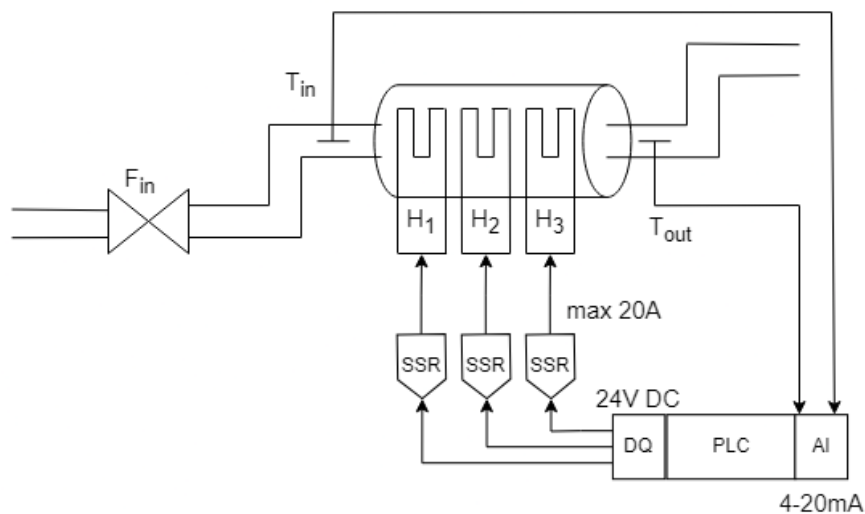 T_in
F_in
H_1 H_2 H_3
T_out
max 20A
SSR SSR SSR
24V DC
DQ PLC AI
4-20mA